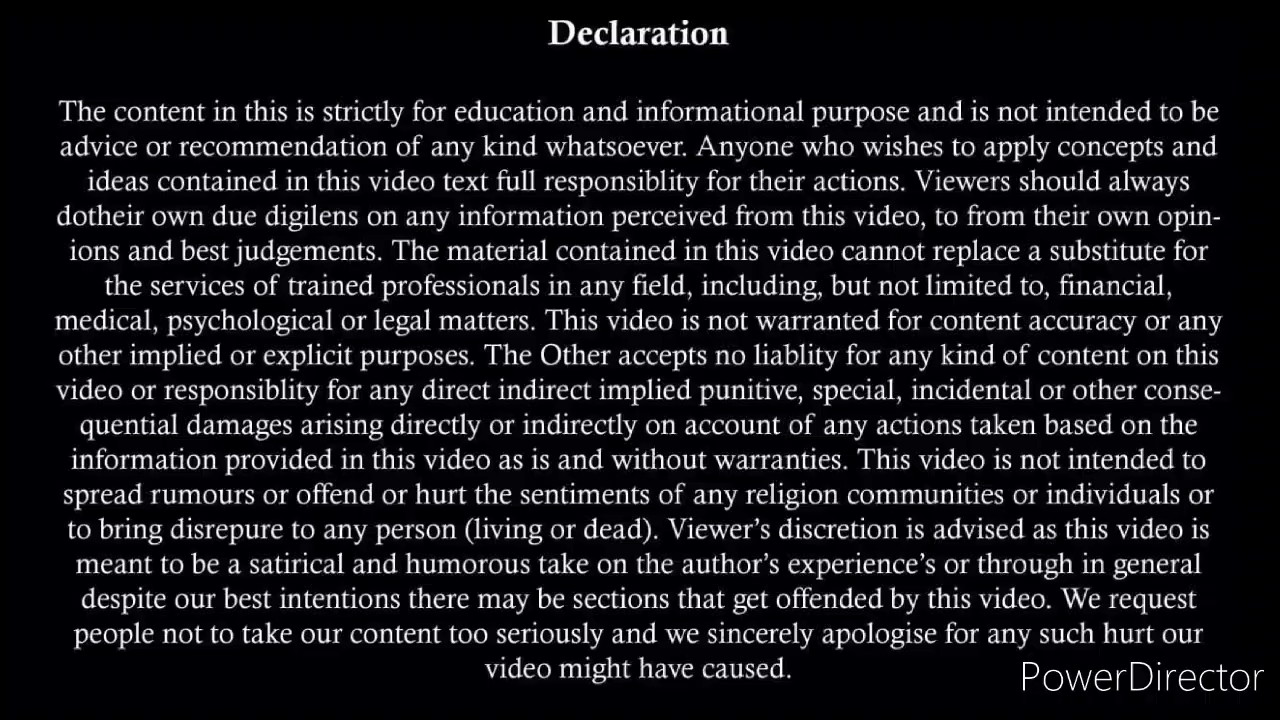 Declaration
The content in this is strictly for education and informational purpose and is not intended to be
advice or recommendation of any kind whatsoever. Anyone who wishes to apply concepts and
ideas contained in this video text full responsiblity for their actions. Viewers should always
dotheir own due digilens on any information perceived from this video, to from their own opin-
ions and best judgements. The material contained in this video cannot replace a substitute for
the services of trained professionals in any field, including, but not limited to, financial,
medical, psychological or legal matters. This video is not warranted for content accuracy or any
other implied or explicit purposes. The Other accepts no liablity for any kind of content on this
video or responsiblity for any direct indirect implied punitive, special, incidental or other conse-
quential damages arising directly or indirectly on account of any actions taken based on the
information provided in this video as is and without warranties. This video is not intended to
spread rumours or offend or hurt the sentiments of any religion communities or individuals or
to bring disrepure to any person (living or dead). Viewer’s discretion is advised as this video is
meant to be a satirical and humorous take on the author’s experience’s or through in general
despite our best intentions there may be sections that get offended by this video. We request
people not to take our content too seriously and we sincerely apologise for any such hurt our
video might have caused.
PowerDirector